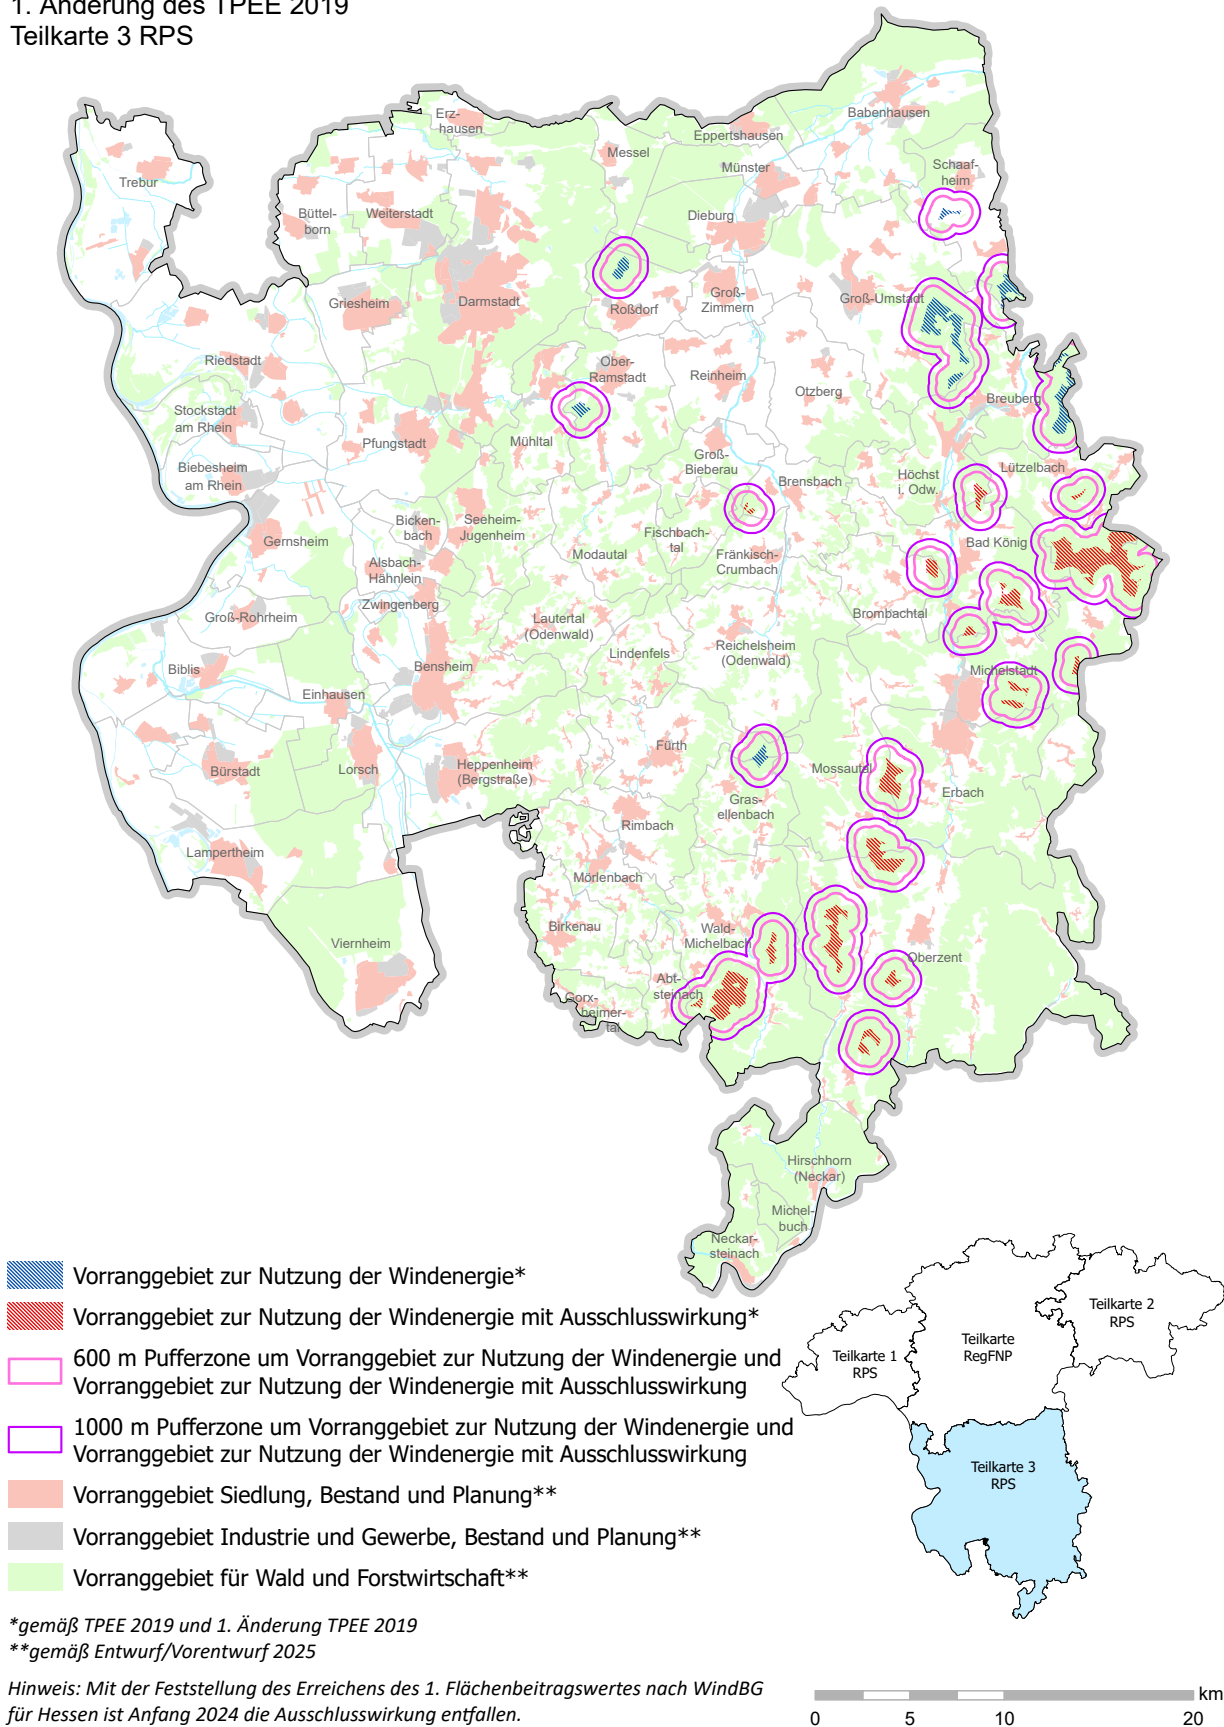 1. Änderung des TPEE 2019
Teilkarte 3 RPS
Babenhausen
Erz-
hausen
Eppertshausen
Messel
Münster
Schaaf-
heim
Trebur
Büttel-
born
Weiterstadt
Dieburg
Griesheim
Darmstadt
Roßdorf
Groß-
Zimmern
Groß-Umstadt
Riedstadt
Ober-
Ramstadt
Reinheim
Otzberg
Breuberg
Stockstadt
am Rhein
Pfungstadt
Mühltal
Groß-
Bieberau
Biebesheim
am Rhein
Brensbach
Höchst
i. Odw.
Lützelbach
Bicken-
bach
Seeheim-
Jugenheim
Gernsheim
Fischbach-
tal
Modautal
Fränkisch-
Crumbach
Bad König
Alsbach-
Hähnlein
Zwingenberg
Groß-Rohrheim
Lautertal
(Odenwald)
Brombachtal
Lindenfels
Reichelsheim
(Odenwald)
Biblis
Bensheim
Michelstadt
Einhausen
Fürth
Bürstadt
Lorsch
Heppenheim
(Bergstraße)
Mossautal
Erbach
Gras-
ellenbach
Rimbach
Lampertheim
Mörlenbach
Birkenau
Wald-
Michelbach
Viernheim
Oberzent
Abt-
steinach
Gorx-
heimer-
tal
Hirschhorn
(Neckar)
Michel-
buch
Neckar-
steinach
Vorranggebiet zur Nutzung der Windenergie*
Vorranggebiet zur Nutzung der Windenergie mit Ausschlusswirkung*
600 m Pufferzone um Vorranggebiet zur Nutzung der Windenergie und
Vorranggebiet zur Nutzung der Windenergie mit Ausschlusswirkung
1000 m Pufferzone um Vorranggebiet zur Nutzung der Windenergie und
Vorranggebiet zur Nutzung der Windenergie mit Ausschlusswirkung
Vorranggebiet Siedlung, Bestand und Planung**
Vorranggebiet Industrie und Gewerbe, Bestand und Planung**
Vorranggebiet für Wald und Forstwirtschaft**
Teilkarte 2
RPS
Teilkarte
RegFNP
Teilkarte 1
RPS
Teilkarte 3
RPS
*gemäß TPEE 2019 und 1. Änderung TPEE 2019
**gemäß Entwurf/Vorentwurf 2025
Hinweis: Mit der Feststellung des Erreichens des 1. Flächenbeitragswertes nach WindBG
für Hessen ist Anfang 2024 die Ausschlusswirkung entfallen.
km
0 5 10 20